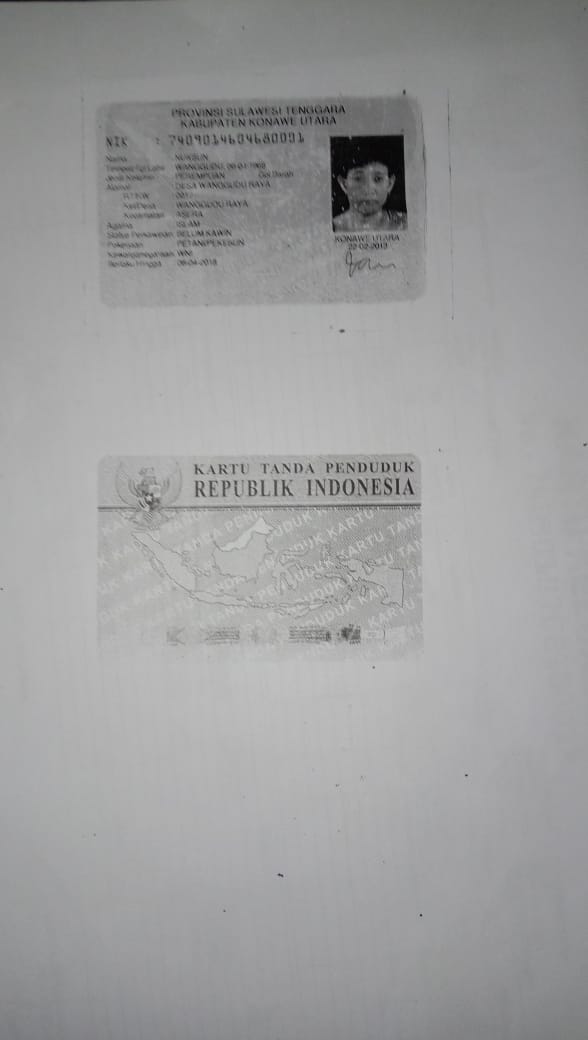 PROVINSI SULAWESI TENGGARA
KABUPATEN KONAWE UTARA
NIK : 7409014604680001
Nama : NURSUN
Tempat/Tgl Lahir : WANGGUDU, 06-04-1968
Jenis Kelamin : PEREMPUAN Gol.Darah
Alamat : DESA WANGGUDU RAYA
RT/RW : 001/
Kel/Desa : WANGGUDU RAYA
Kecamatan : ASERA
Agama : ISLAM
Status Perkawinan: BELUM KAWIN
Pekerjaan : PETANI/PEKEBUN
Kewarganegaraan: WNI
Berlaku Hingga : 06-04-2018
KONAWE UTARA
22-02-2013
KARTU TANDA PENDUDUK
REPUBLIK INDONESIA